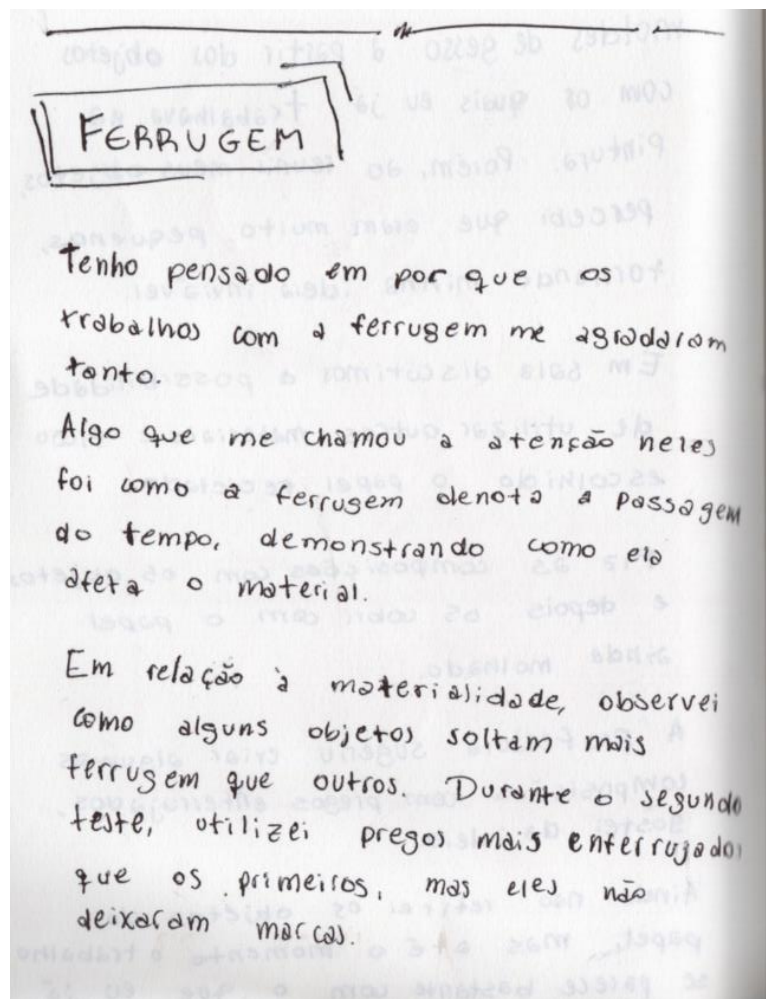 FERRUGEM
Tenho pensado em por que os
trabalhos com a ferrugem me agradaram
tanto.
Algo que me chamou a atenção neles
foi como a ferrugem denota a passagem
do tempo, demonstrando como ela
afeta o material.
Em relação à materialidade, observei
como alguns objetos soltam mais
ferrugem que outros. Durante o segundo
teste, utilizei pregos mais enferrujados
que os primeiros, mas eles não
deixaram marcas.